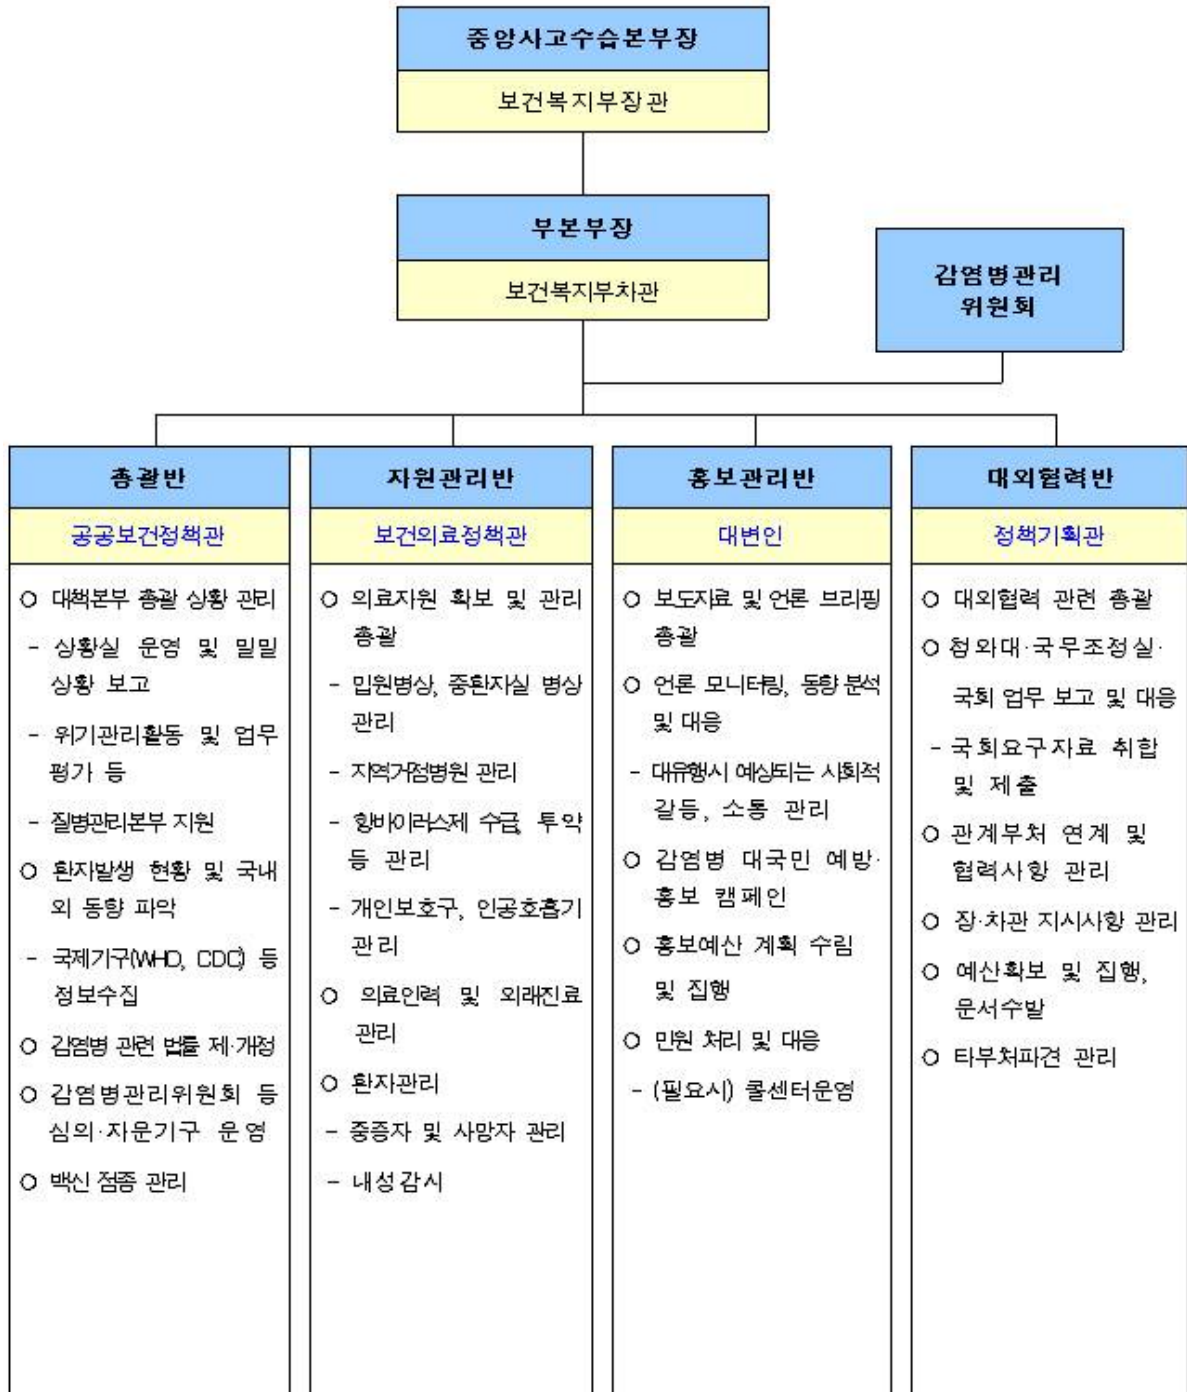 중앙사고수습본부장
보건복지부장관
부본부장
보건복지부차관
감염병관리
위원회
총괄반
공공보건정책관
○ 대책본부 총괄 상황 관리
- 상황실 운영 및 일일
상황 보고
- 위기관리활동 및 업무
평가 등
- 질병관리본부 지원
○ 환자발생 현황 및 국내
외 동향 파악
- 국제기구(WHO, CDC) 등
정보수집
○ 감염병 관련 법률 제·개정
○ 감염병관리위원회 등
심의·자문기구 운영
○ 백신 접종 관리
자원관리반
보건의료정책관
○ 의료자원 확보 및 관리
총괄
- 입원병상, 중환자실 병상
관리
- 지역거점병원 관리
- 항바이러스제 수급, 투약
등 관리
- 개인보호구, 인공호흡기
관리
○ 의료인력 및 외래진료
관리
○ 환자관리
- 중증자 및 사망자 관리
- 내성감시
홍보관리반
대변인
○ 보도자료 및 언론 브리핑
총괄
○ 언론 모니터링, 동향 분석
및 대응
- 대유행시 예상되는 사회적
갈등, 소통 관리
○ 감염병 대국민 예방·
홍보 캠페인
○ 홍보예산 계획 수립
및 집행
○ 민원 처리 및 대응
- (필요시) 콜센터운영
대외협력반
정책기획관
○ 대외협력 관련 총괄
○ 청와대·국무조정실·
국회 업무 보고 및 대응
- 국회요구자료 취합
및 제출
○ 관계부처 연계 및
협력사항 관리
○ 장·차관 지시사항 관리
○ 예산확보 및 집행,
문서수발
○ 타부처파견 관리